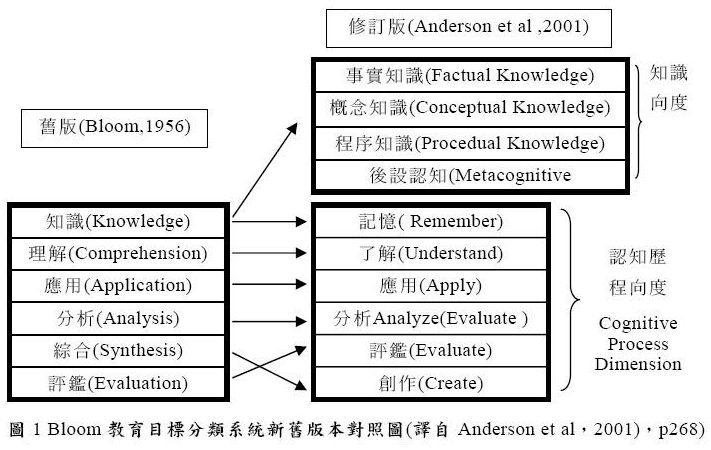 修訂版(Anderson et al ,2001)
事實知識(Factual Knowledge)
概念知識(Conceptual Knowledge)
程序知識(Procedual Knowledge)
後設認知(Metacognitive
知識
向度
舊版(Bloom,1956)
知識(Knowledge)
理解(Comprehension)
應用(Application)
分析(Analysis)
綜合(Synthesis)
評鑑(Evaluation)
記憶( Remember)
了解(Understand)
應用(Apply)
分析Analyze(Evaluate )
評鑑(Evaluate)
創作(Create)
認知歷
程向度
Cognitive
Process
Dimension
圖 1 Bloom 教育目標分類系統新舊版本對照圖(譯自 Anderson et al，2001)，p268)